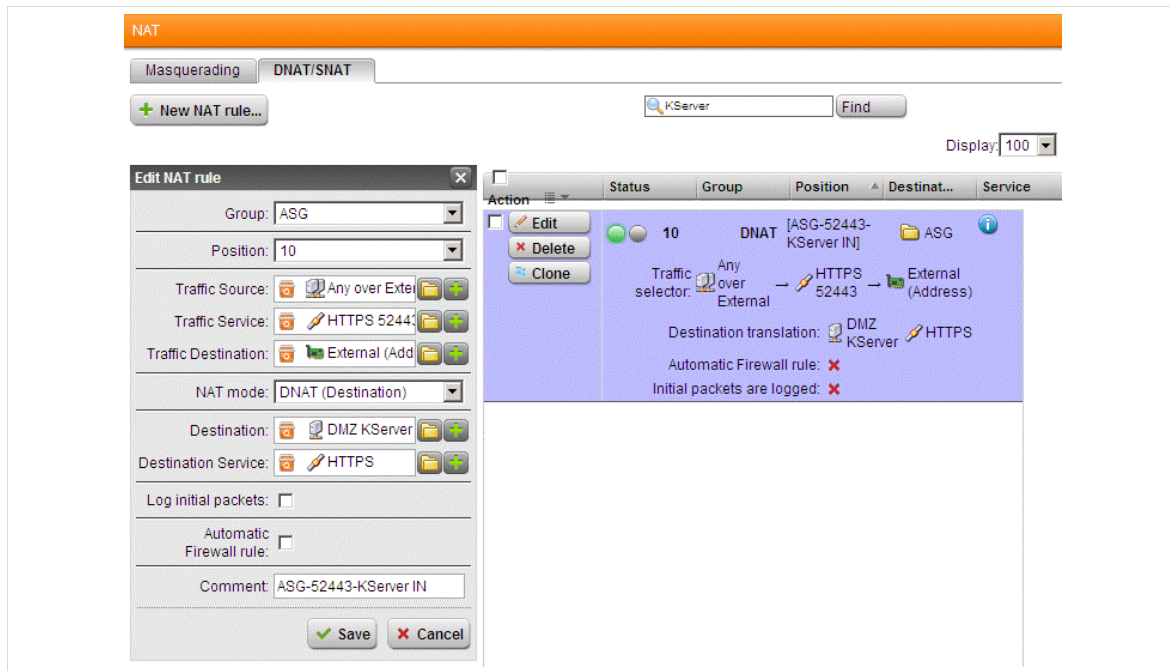 NAT
Masquerading DNAT/SNAT
New NAT rule...
KServer Find
Display: 100
Edit NAT rule
Group: ASG
Position: 10
Traffic Source: Any over Exter
Traffic Service: HTTPS 52443
Traffic Destination: External (Add
NAT mode: DNAT (Destination)
Destination: DMZ KServer
Destination Service: HTTPS
Log initial packets:
Automatic
Firewall rule:
Comment: ASG-52443-KServer IN
Save Cancel
Action Status Group Position Destinat... Service
Edit
Delete
Clone
10 DNAT [ASG-52443-
KServer IN] ASG
Traffic
selector: Any
over
External → HTTPS
52443 → External
(Address)
Destination translation: DMZ
KServer HTTPS
Automatic Firewall rule:
Initial packets are logged: